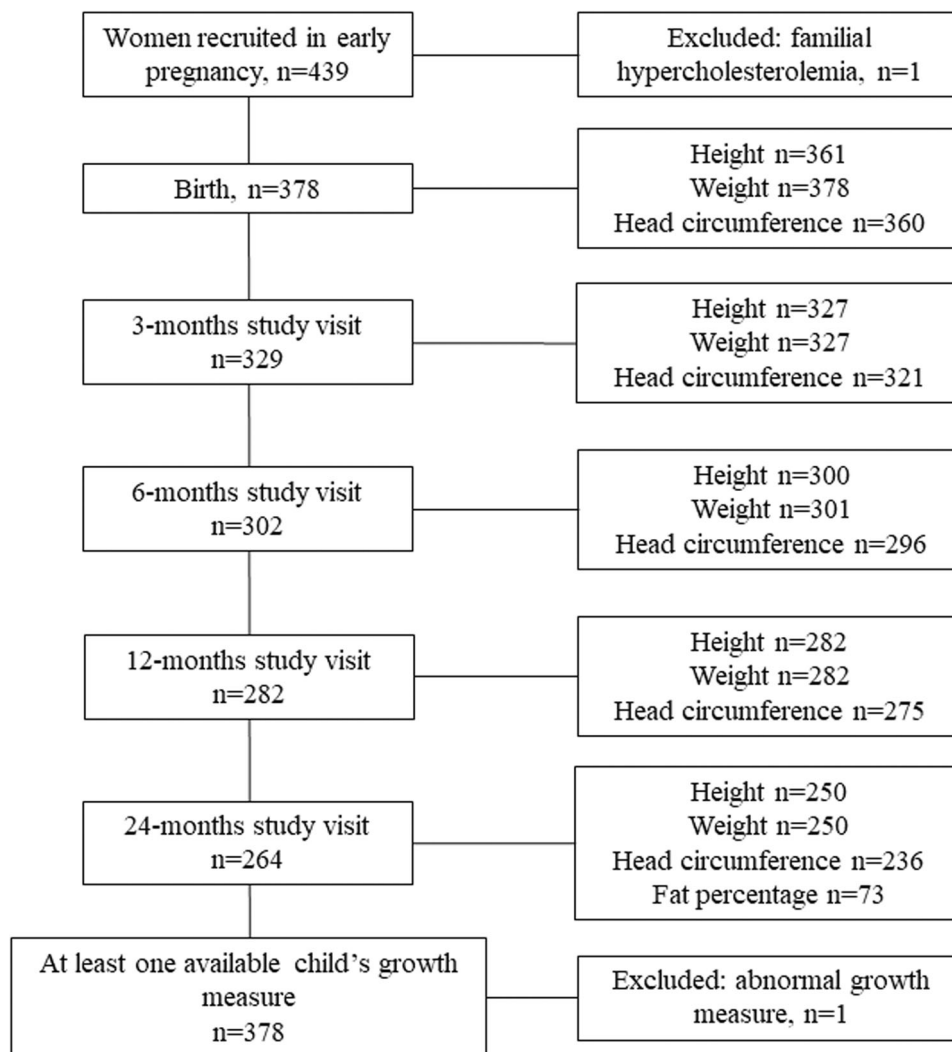 Women recruited in early
pregnancy, n=439
Excluded: familial
hypercholesterolemia, n=1
Birth, n=378
Height n=361
Weight n=378
Head circumference n=360
3-months study visit
n=329
Height n=327
Weight n=327
Head circumference n=321
6-months study visit
n=302
Height n=300
Weight n=301
Head circumference n=296
12-months study visit
n=282
Height n=282
Weight n=282
Head circumference n=275
24-months study visit
n=264
Height n=250
Weight n=250
Head circumference n=236
Fat percentage n=73
At least one available child’s growth
measure
n=378
Excluded: abnormal growth
measure, n=1